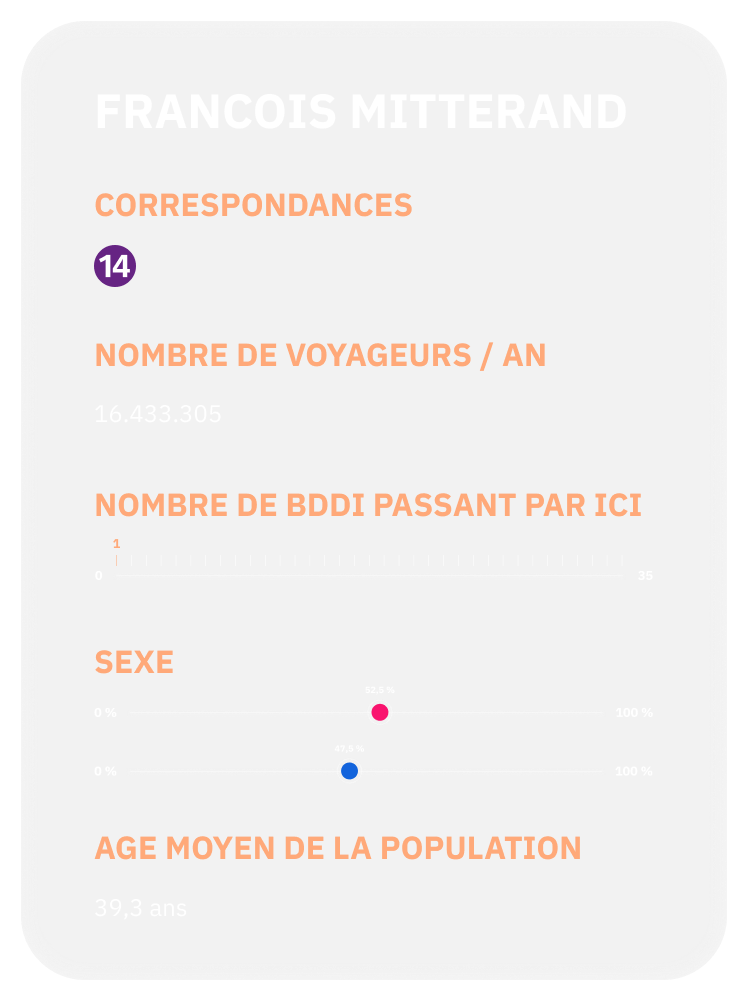 FRANCOIS MITTERAND
CORRESPONDANCES
14
NOMBRE DE VOYAGEURS / AN
16.433.305
NOMBRE DE BDDI PASSANT PAR ICI
1
0 35
SEXE
52,5 %
0 % 100 %
47,5 %
0 % 100 %
AGE MOYEN DE LA POPULATION
39,3 ans